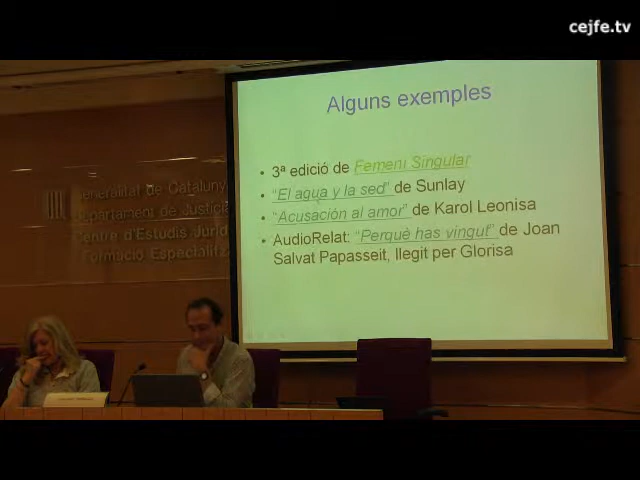 cejfe.tv
Alguns exemples
• 3ª edició de Femení Singular
• "El agua y la sed" de Sunlay
• "Acusación al amor" de Karol Leonisa
• AudioRelat: "Perquè has vingut" de Joan
Salvat Papasseit, llegit per Glorisa
Generalitat de Catalunya
Departament de Justícia
Centre d'Estudis Juríd
Formació Especialitz